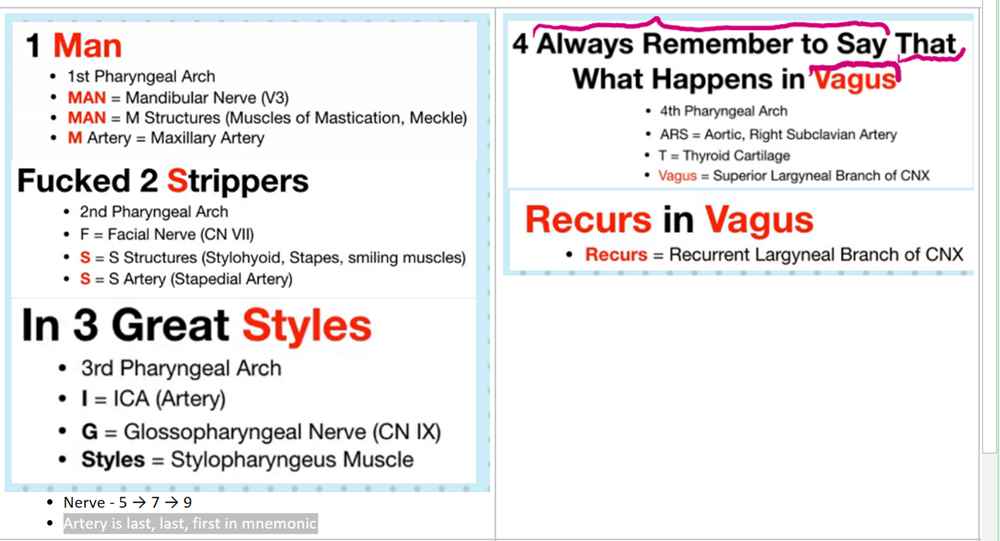 1 Man
• 1st Pharyngeal Arch
• MAN = Mandibular Nerve (V3)
• MAN = M Structures (Muscles of Mastication, Meckle)
• M Artery = Maxillary Artery
Fucked 2 Strippers
• 2nd Pharyngeal Arch
• F = Facial Nerve (CN VII)
• S = S Structures (Stylohyoid, Stapes, smiling muscles)
• S = S Artery (Stapedial Artery)
In 3 Great Styles
• 3rd Pharyngeal Arch
• I = ICA (Artery)
• G = Glossopharyngeal Nerve (CN IX)
• Styles = Stylopharyngeus Muscle
• Nerve - 5 → 7 → 9
• Artery is last, last, first in mnemonic
4 Always Remember to Say That
What Happens in Vagus
• 4th Pharyngeal Arch
• ARS = Aortic, Right Subclavian Artery
• T = Thyroid Cartilage
• Vagus = Superior Largyneal Branch of CNX
Recurs in Vagus
• Recurs = Recurrent Largyneal Branch of CNX